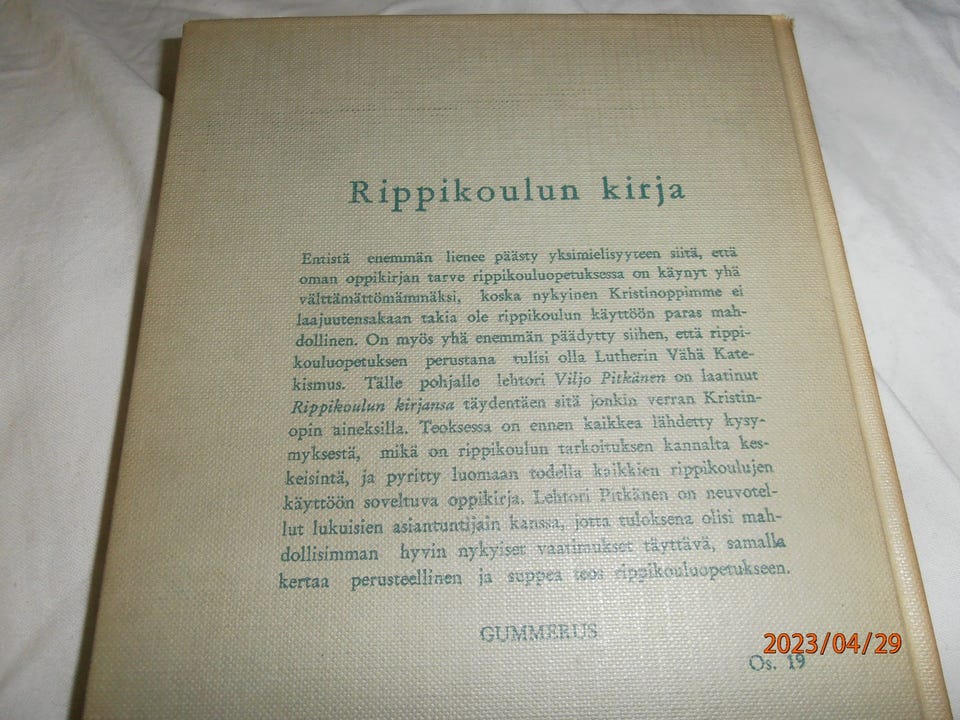 Rippikoulun kirja
Entistä enemmän lienee päästy yksimielisyyteen siitä, että
oman oppikirjan tarve rippikouluopetuksessa on käynyt yhä
välttämättömämmäksi, koska nykyinen Kristinoppimme ei
laajuutensakaan takia ole rippikoulun käyttöön paras mah-
dollinen. On myös yhä enemmän päädytty siihen, että rippi-
kouluopetuksen perustana tulisi olla Lutherin Vähä Kate-
kismus. Tälle pohjalle lehtori Viljo Pitkänen on laatinut
Rippikoulun kirjansa täydentäen sitä jonkin verran Kristin-
opin aineksilla. Teoksessa on ennen kaikkea lähdetty kysy-
myksestä, mikä on rippikoulun tarkoituksen kannalta kes-
keisintä, ja pyritty luomaan todella kaikkien rippikoulujen
käyttöön soveltuva oppikirja. Lehtori Pitkänen on neuvotel-
lut lukuisien asiantuntijain kanssa, jotta tuloksena olisi mah-
dollisimman hyvin nykyiset vaatimukset täyttävä, samalla
kertaa perusteellinen ja suppea teos rippikouluopetukseen.
GUMMERUS
2023/04/29
Os. 19